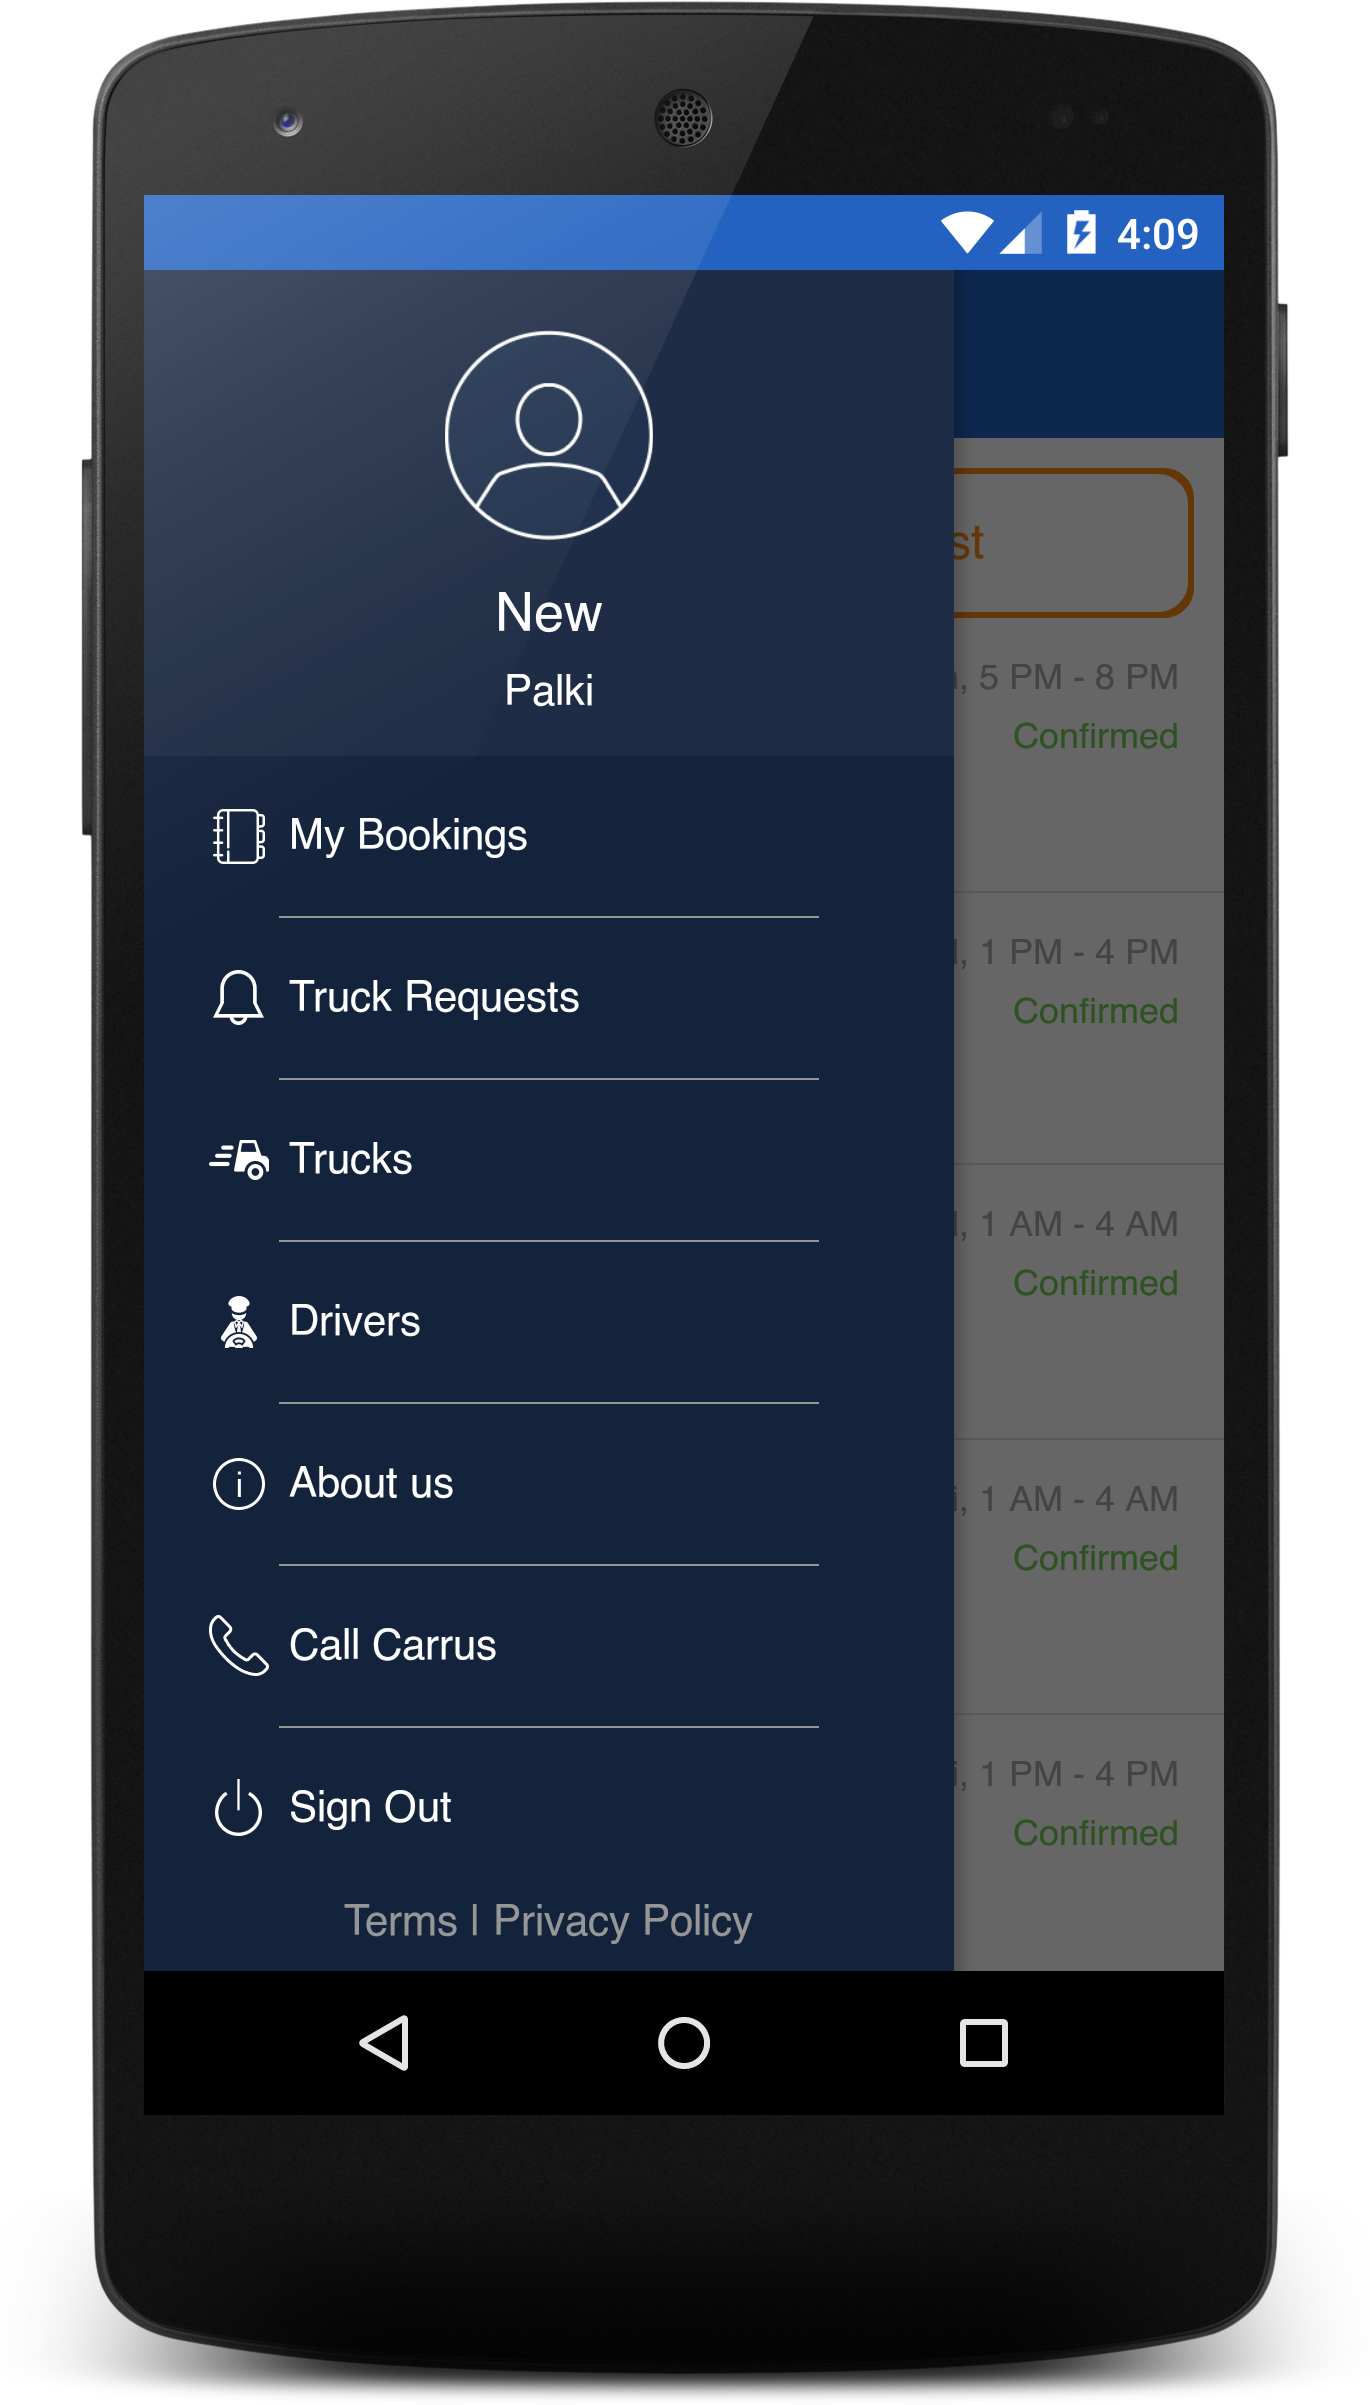 4:09
New
Palki
My Bookings
Truck Requests
Trucks
Drivers
About us
Call Carrus
Sign Out
Terms | Privacy Policy
5 PM - 8 PM
Confirmed
1 PM - 4 PM
Confirmed
1 AM - 4 AM
Confirmed
1 AM - 4 AM
Confirmed
1 PM - 4 PM
Confirmed